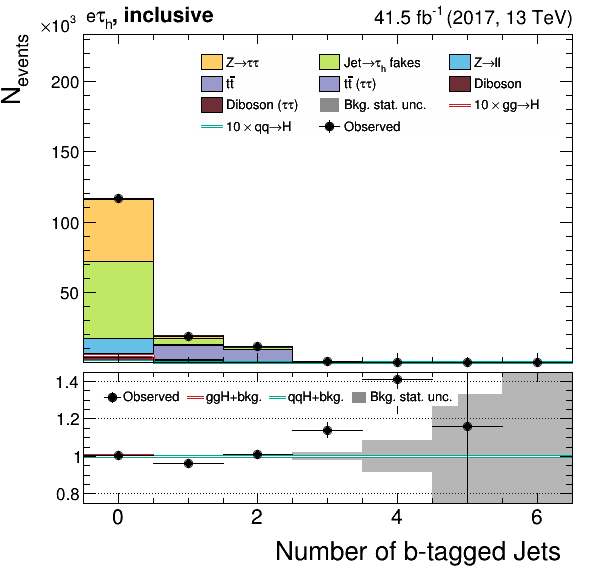 ×10³ eτₕ, inclusive 41.5 fb⁻¹ (2017, 13 TeV)
N_events
200
150
100
50
Z→ττ Jet→τₕ fakes Z→ll
tt̄ tt̄ (ττ) Diboson
Diboson (ττ) Bkg. stat. unc. 10 × gg→H
10 × qq→H Observed
1.4
1.2
1
0.8
Observed ggH+bkg. qqH+bkg. Bkg. stat. unc.
0 2 4 6
Number of b-tagged Jets